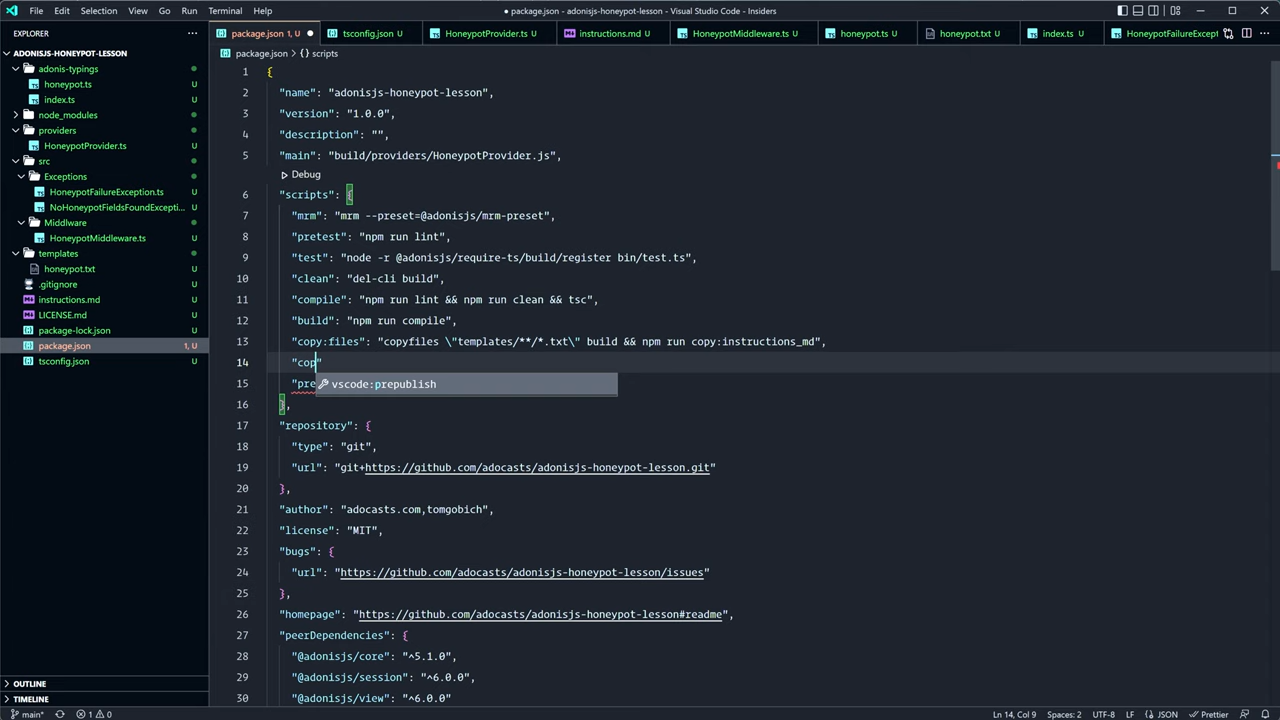 File Edit Selection View Go Run Terminal Help
● package.json - adonisjs-honeypot-lesson - Visual Studio Code - Insiders
EXPLORER
package.json 1, U
tsconfig.json U
HoneypotProvider.ts U
instructions.md U
HoneypotMiddleware.ts U
honeypot.ts U
honeypot.txt U
index.ts U
HoneypotFailureExcept
ADONISJS-HONEYPOT-LESSON
package.json > {} scripts
adonis-typings
honeypot.ts U
index.ts U
node_modules
providers
HoneypotProvider.ts U
src
Exceptions
HoneypotFailureException.ts U
NoHoneypotFieldsFoundExcepti... U
Middlware
HoneypotMiddleware.ts U
templates
honeypot.txt U
.gitignore U
instructions.md U
LICENSE.md U
package-lock.json U
package.json 1, U
tsconfig.json U
OUTLINE
TIMELINE
1 {
2 "name": "adonisjs-honeypot-lesson",
3 "version": "1.0.0",
4 "description": "",
5 "main": "build/providers/HoneypotProvider.js",
Debug
6 "scripts": {
7 "mrm": "mrm --preset=@adonisjs/mrm-preset",
8 "pretest": "npm run lint",
9 "test": "node -r @adonisjs/require-ts/build/register bin/test.ts",
10 "clean": "del-cli build",
11 "compile": "npm run lint && npm run clean && tsc",
12 "build": "npm run compile",
13 "copy:files": "copyfiles \"templates/**/*.txt\" build && npm run copy:instructions_md",
14 "cop"
15 "pre
vscode:prepublish
16 },
17 "repository": {
18 "type": "git",
19 "url": "git+https://github.com/adocasts/adonisjs-honeypot-lesson.git"
20 },
21 "author": "adocasts.com,tomgobich",
22 "license": "MIT",
23 "bugs": {
24 "url": "https://github.com/adocasts/adonisjs-honeypot-lesson/issues"
25 },
26 "homepage": "https://github.com/adocasts/adonisjs-honeypot-lesson#readme",
27 "peerDependencies": {
28 "@adonisjs/core": "^5.1.0",
29 "@adonisjs/session": "^6.0.0",
30 "@adonisjs/view": "^6.0.0"
main* 1 0 Ln 14, Col 9 Spaces: 2 UTF-8 LF {} JSON Prettier